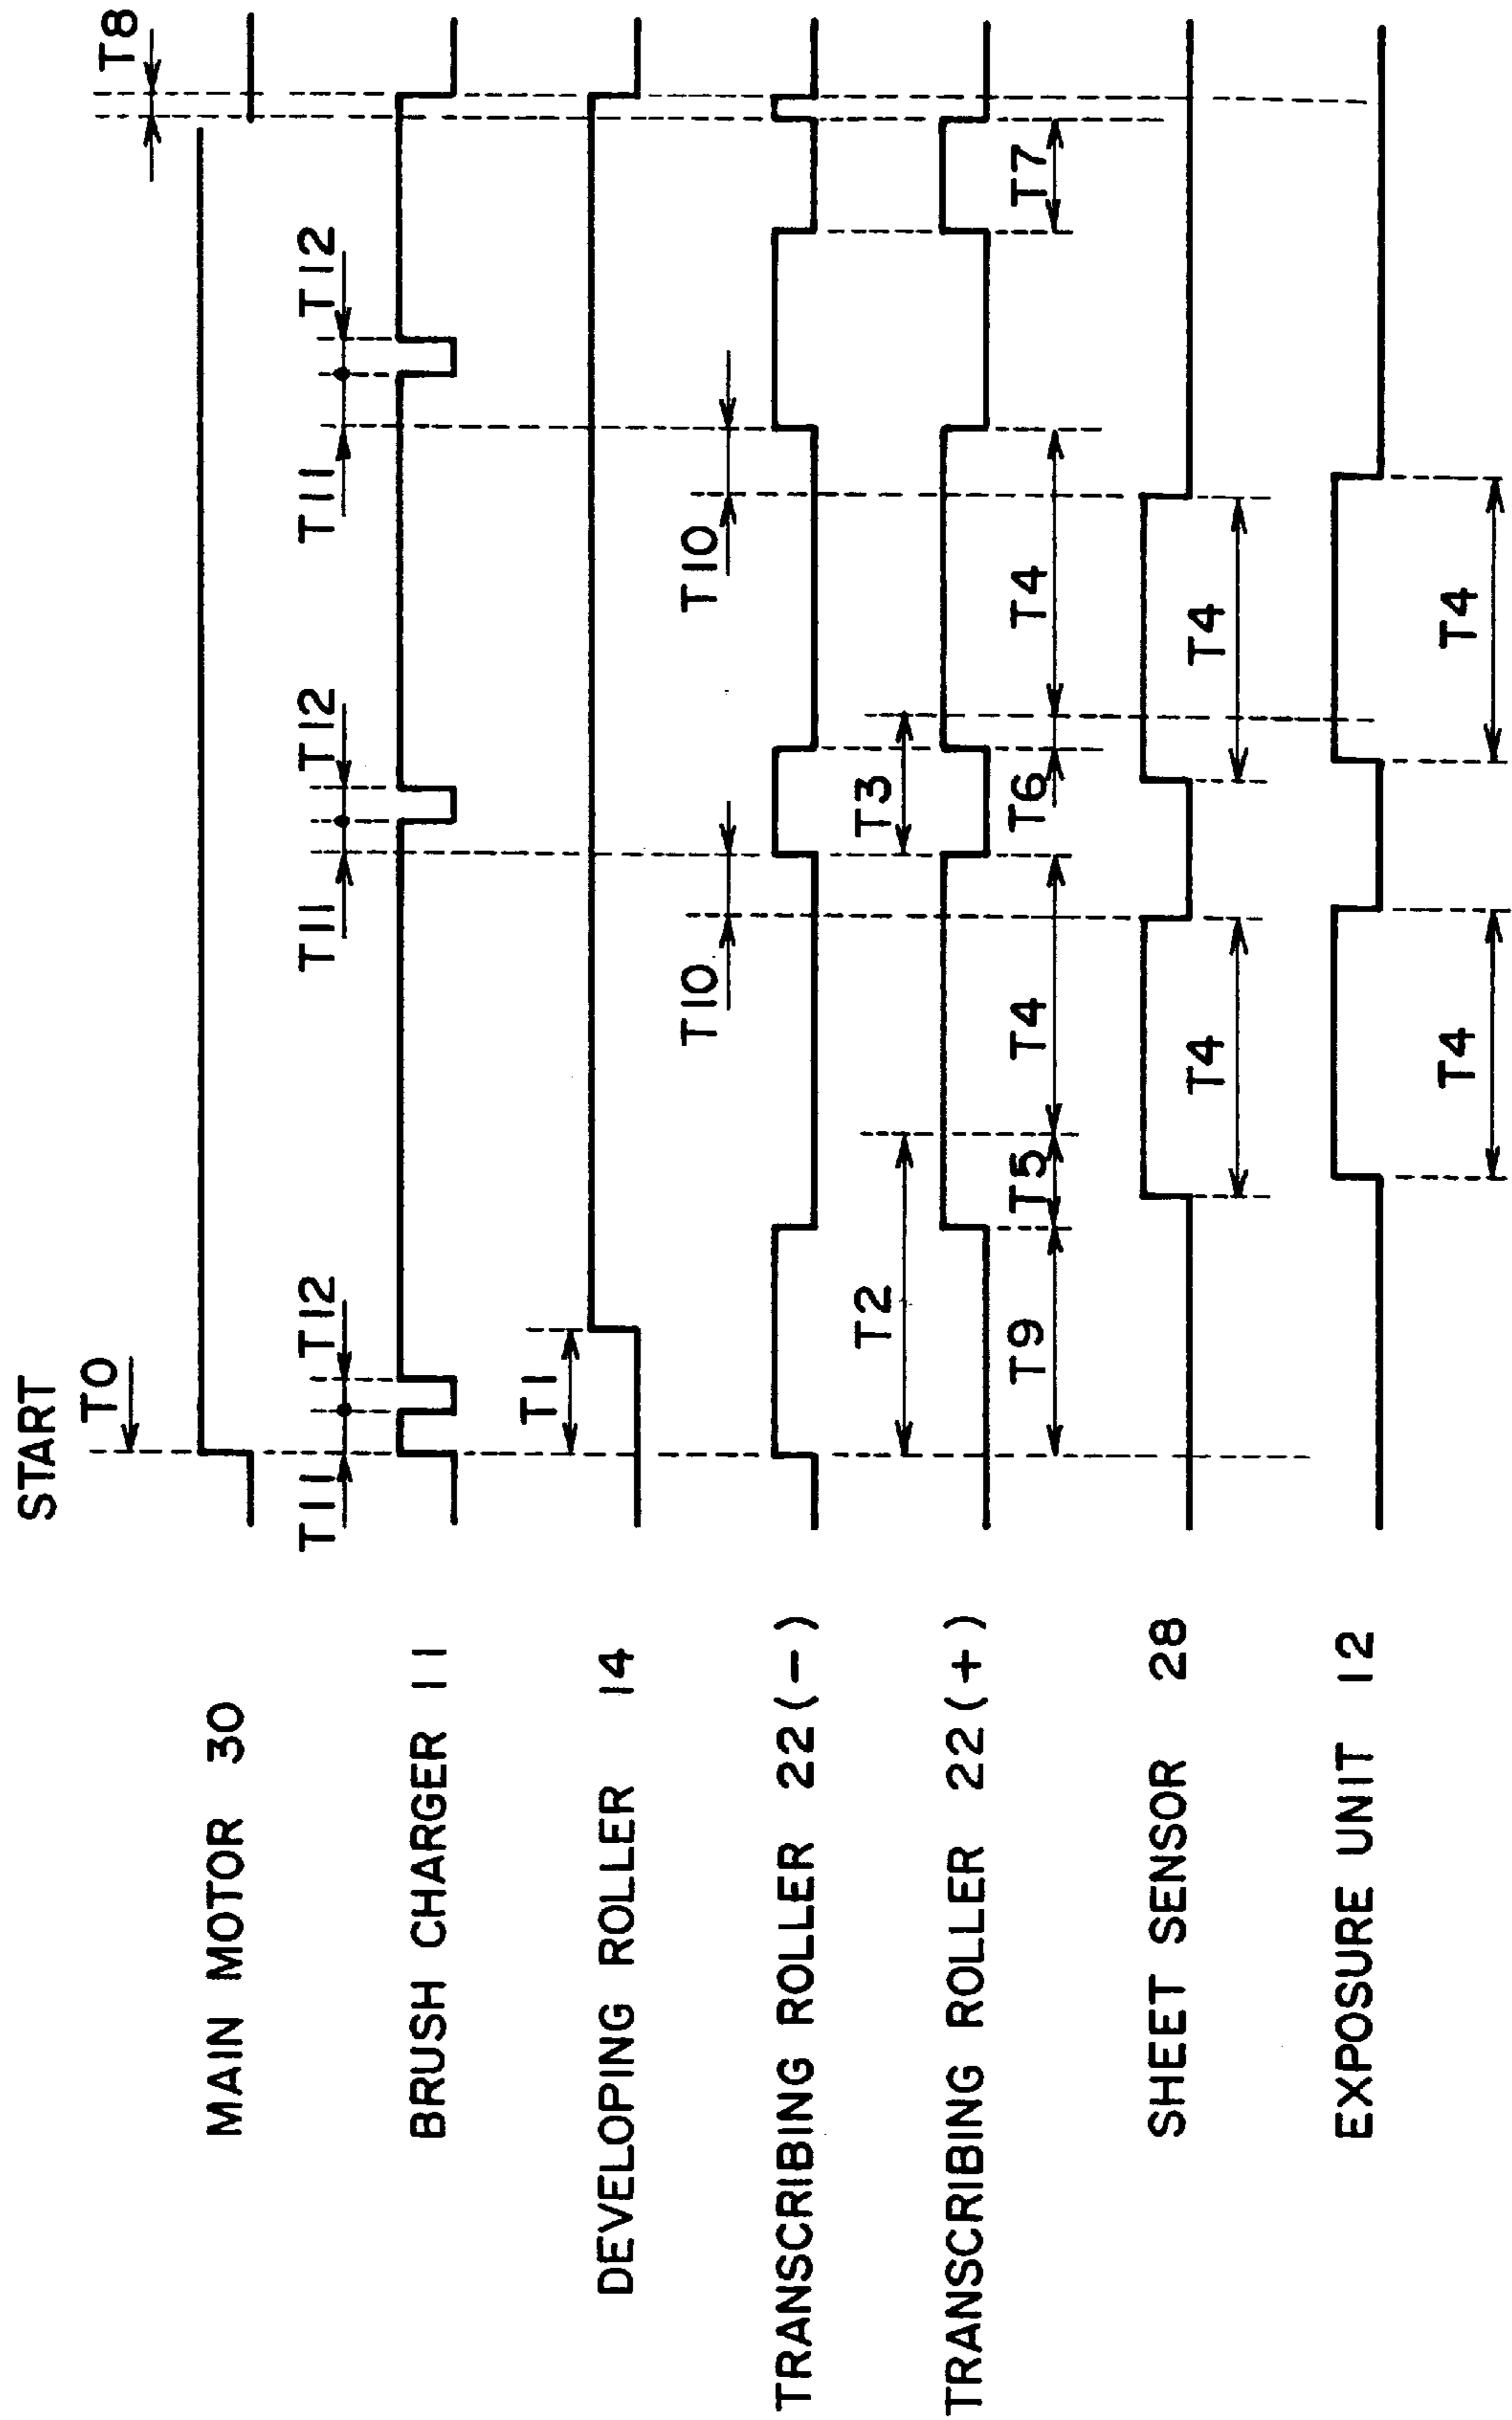 START
T0
T8
MAIN MOTOR 30
T11
T12
T11
T12
T11
T12
BRUSH CHARGER 11
T1
DEVELOPING ROLLER 14
T10
T10
TRANSCRIBING ROLLER 22(-)
T2
T3
TRANSCRIBING ROLLER 22(+)
T9
T5
T4
T6
T4
T7
SHEET SENSOR 28
T4
T4
EXPOSURE UNIT 12
T4
T4